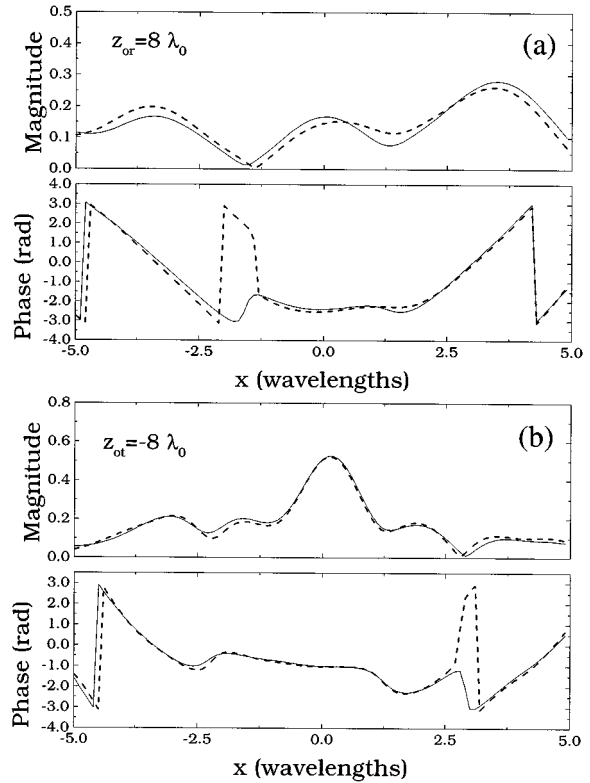 z_or=8 λ_0
(a)
Magnitude
0.5
0.4
0.3
0.2
0.1
0.0
Phase (rad)
4.0
3.0
2.0
1.0
0.0
-1.0
-2.0
-3.0
-4.0
-5.0 -2.5 0.0 2.5 5.0
x (wavelengths)
z_ot=-8 λ_0
(b)
Magnitude
0.8
0.6
0.4
0.2
0.0
Phase (rad)
3.0
2.0
1.0
0.0
-1.0
-2.0
-3.0
-4.0
-5.0 -2.5 0.0 2.5 5.0
x (wavelengths)